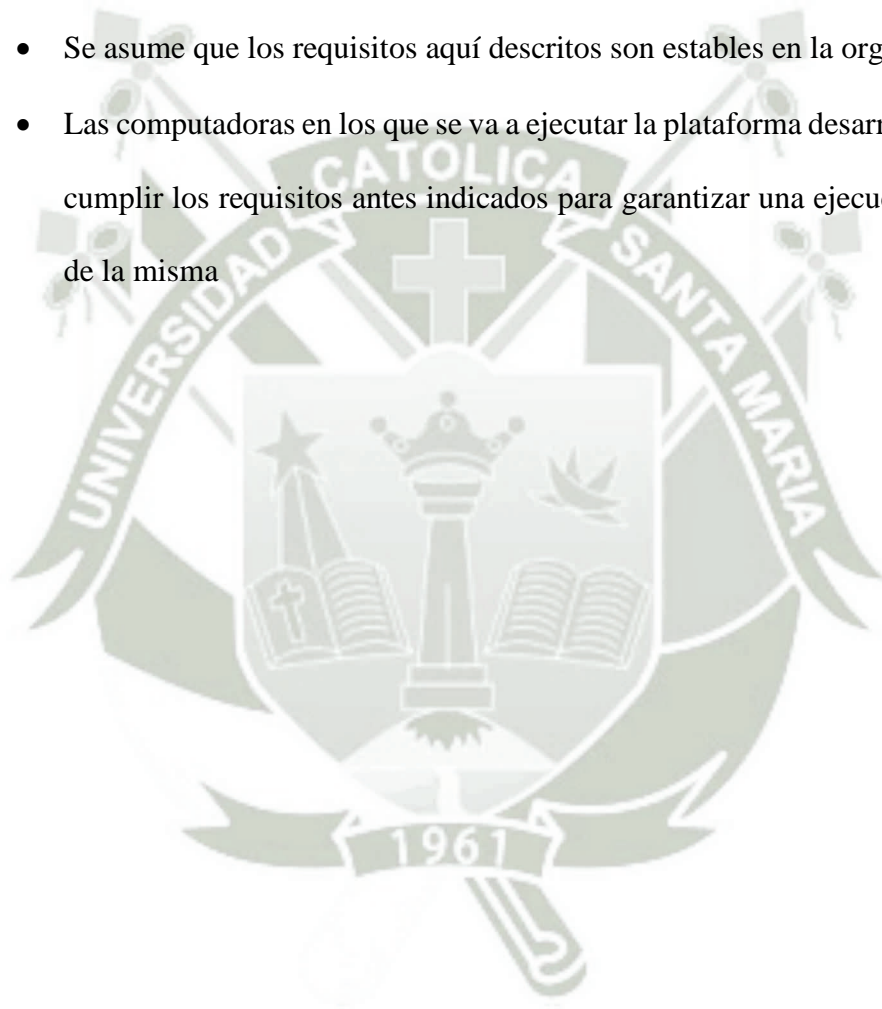 • Se asume que los requisitos aquí descritos son estables en la org
• Las computadoras en los que se va a ejecutar la plataforma desar
cumplir los requisitos antes indicados para garantizar una ejecu
de la misma
UNIVERSIDAD CATOLICA SANTA MARIA
1961